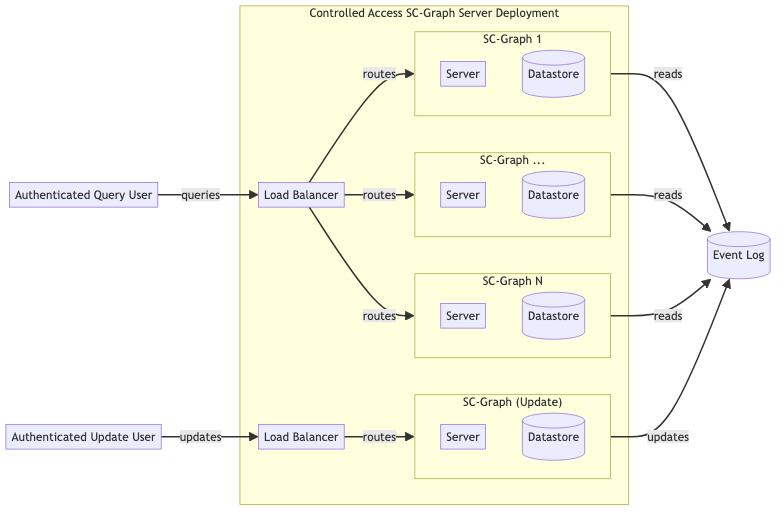 Controlled Access SC-Graph Server Deployment
SC-Graph 1
Server
Datastore
routes
reads
SC-Graph ...
Server
Datastore
Authenticated Query User
queries
Load Balancer
routes
reads
Event Log
SC-Graph N
Server
Datastore
routes
reads
SC-Graph (Update)
Server
Datastore
Authenticated Update User
updates
Load Balancer
routes
updates